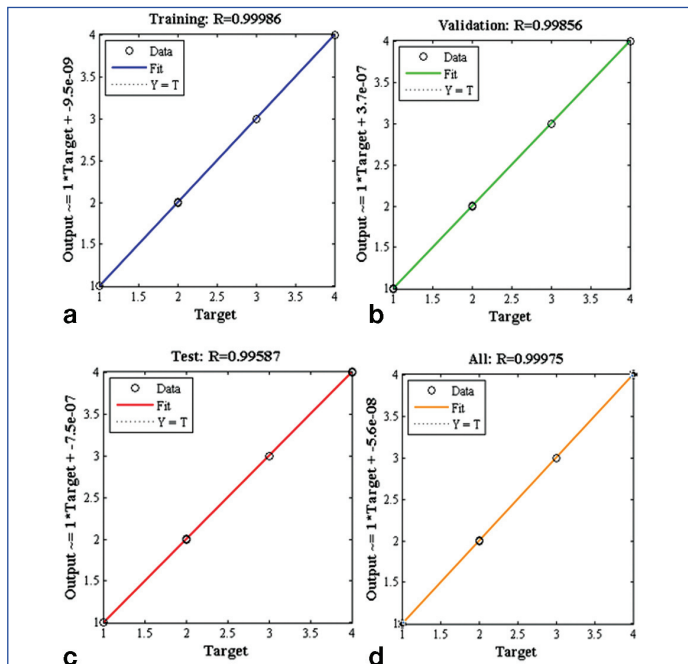 Training: R=0.99986
Output ~= 1*Target + -9.5e-09
Data
Fit
Y = T
4
3.5
3
2.5
2
1.5
1
1 1.5 2 2.5 3 3.5 4
Target
a
Validation: R=0.99856
Output ~= 1*Target + 3.7e-07
Data
Fit
Y = T
4
3.5
3
2.5
2
1.5
1
1 1.5 2 2.5 3 3.5 4
Target
b
Test: R=0.99587
Output ~= 1*Target + -7.5e-07
Data
Fit
Y = T
4
3.5
3
2.5
2
1.5
1
1 1.5 2 2.5 3 3.5 4
Target
c
All: R=0.99975
Output ~= 1*Target + -5.6e-08
Data
Fit
Y = T
4
3.5
3
2.5
2
1.5
1
1 1.5 2 2.5 3 3.5 4
Target
d